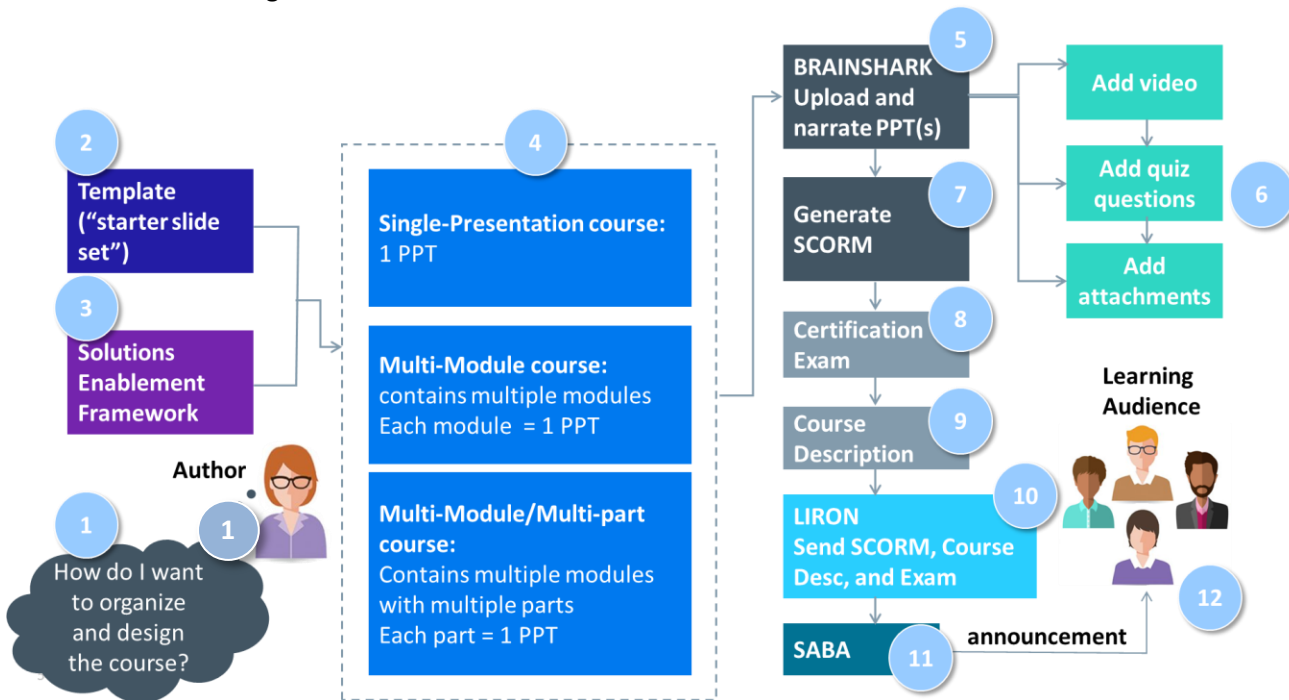 2
Template
(“starter slide
set”)
3
Solutions
Enablement
Framework
Author
1
1
How do I want
to organize
and design
the course?
4
Single-Presentation course:
1 PPT
Multi-Module course:
contains multiple modules
Each module = 1 PPT
Multi-Module/Multi-part
course:
Contains multiple modules
with multiple parts
Each part = 1 PPT
5
BRAINSHARK
Upload and
narrate PPT(s)
Add video
Add quiz
questions
6
Add
attachments
7
Generate
SCORM
8
Certification
Exam
9
Course
Description
10
LIRON
Send SCORM, Course
Desc, and Exam
11
SABA
announcement
Learning
Audience
12